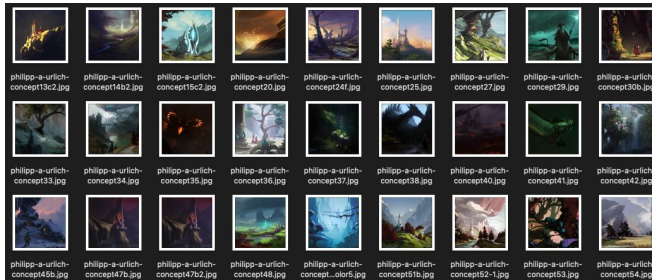 philipp-a-urlich-
concept13c2.jpg
philipp-a-urlich-
concept14b2.jpg
philipp-a-urlich-
concept15c2.jpg
philipp-a-urlich-
concept20.jpg
philipp-a-urlich-
concept24f.jpg
philipp-a-urlich-
concept25.jpg
philipp-a-urlich-
concept27.jpg
philipp-a-urlich-
concept29.jpg
philipp-a-urlich-
concept30b.jpg
philipp-a-urlich-
concept33.jpg
philipp-a-urlich-
concept34.jpg
philipp-a-urlich-
concept35.jpg
philipp-a-urlich-
concept36.jpg
philipp-a-urlich-
concept37.jpg
philipp-a-urlich-
concept38.jpg
philipp-a-urlich-
concept40.jpg
philipp-a-urlich-
concept41.jpg
philipp-a-urlich-
concept42.jpg
philipp-a-urlich-
concept45b.jpg
philipp-a-urlich-
concept47b.jpg
philipp-a-urlich-
concept47b2.jpg
philipp-a-urlich-
concept48.jpg
philipp-a-urlich-
concept...olor5.jpg
philipp-a-urlich-
concept51b.jpg
philipp-a-urlich-
concept52-1.jpg
philipp-a-urlich-
concept53.jpg
philipp-a-urlich-
concept54.jpg